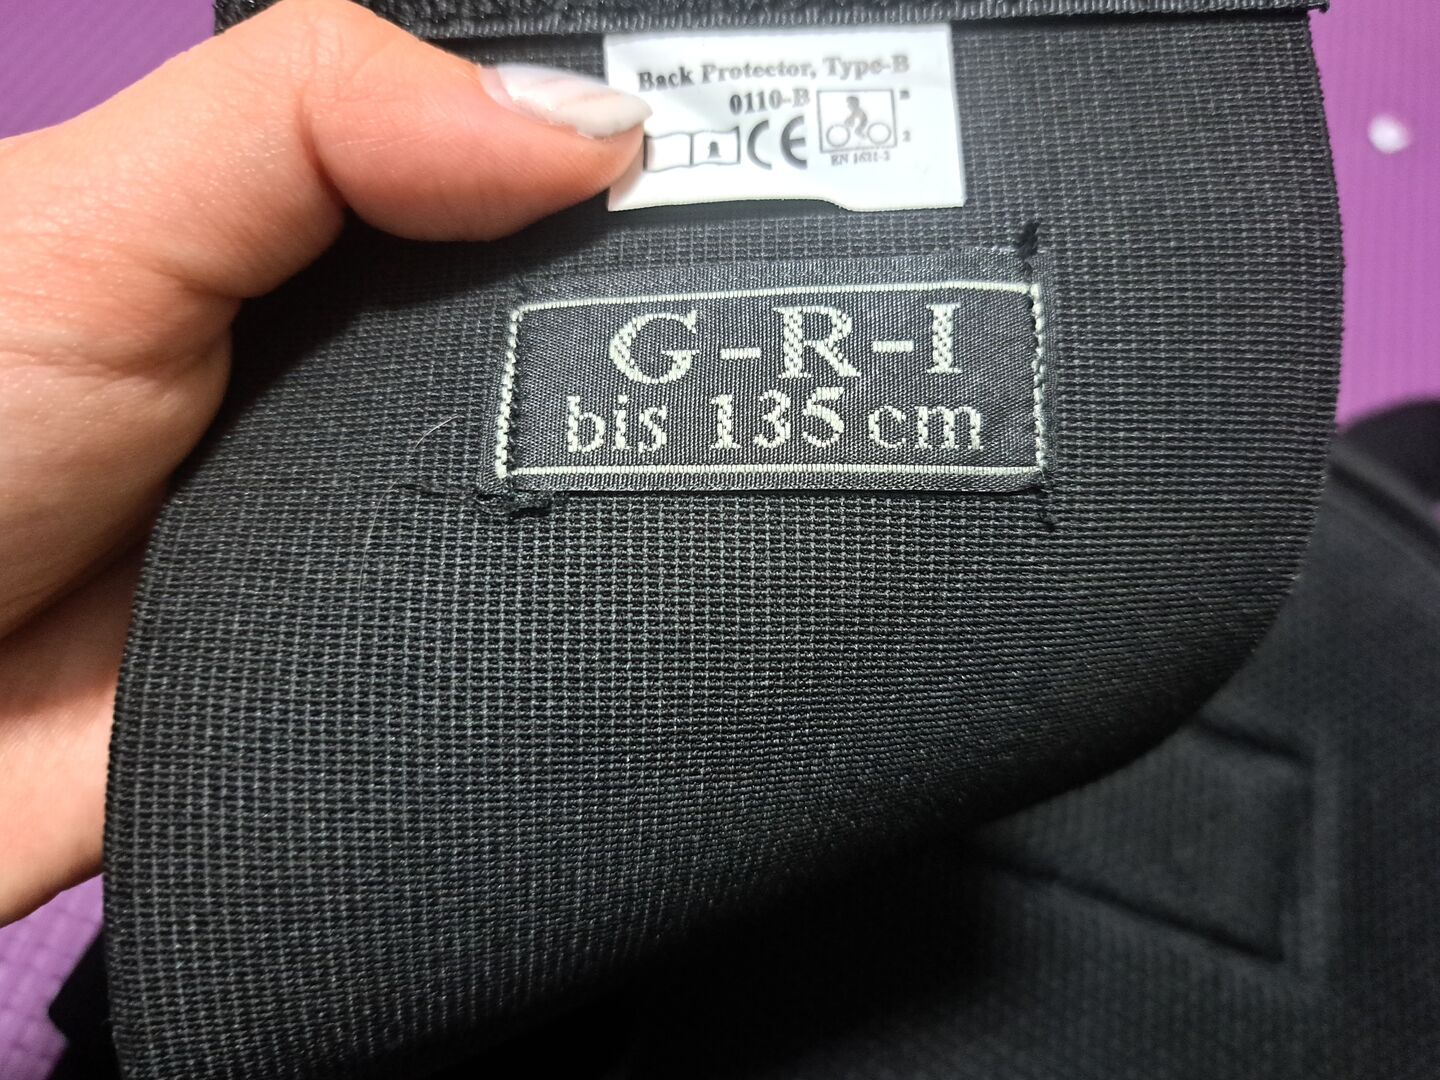 Back Protector, Type-B
0110-B
B
CE
2
EN 1621-2
G-R-I
bis 135 cm